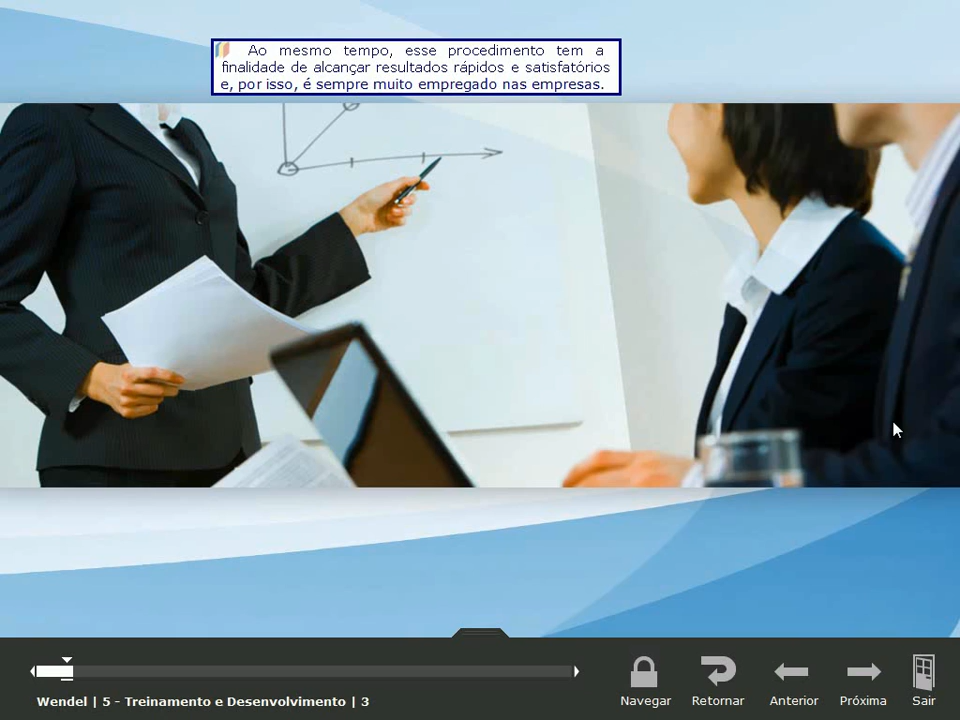 Ao mesmo tempo, esse procedimento tem a
finalidade de alcançar resultados rápidos e satisfatórios
e, por isso, é sempre muito empregado nas empresas.
Navegar
Retornar
Anterior
Próxima
Sair
Wendel | 5 - Treinamento e Desenvolvimento | 3